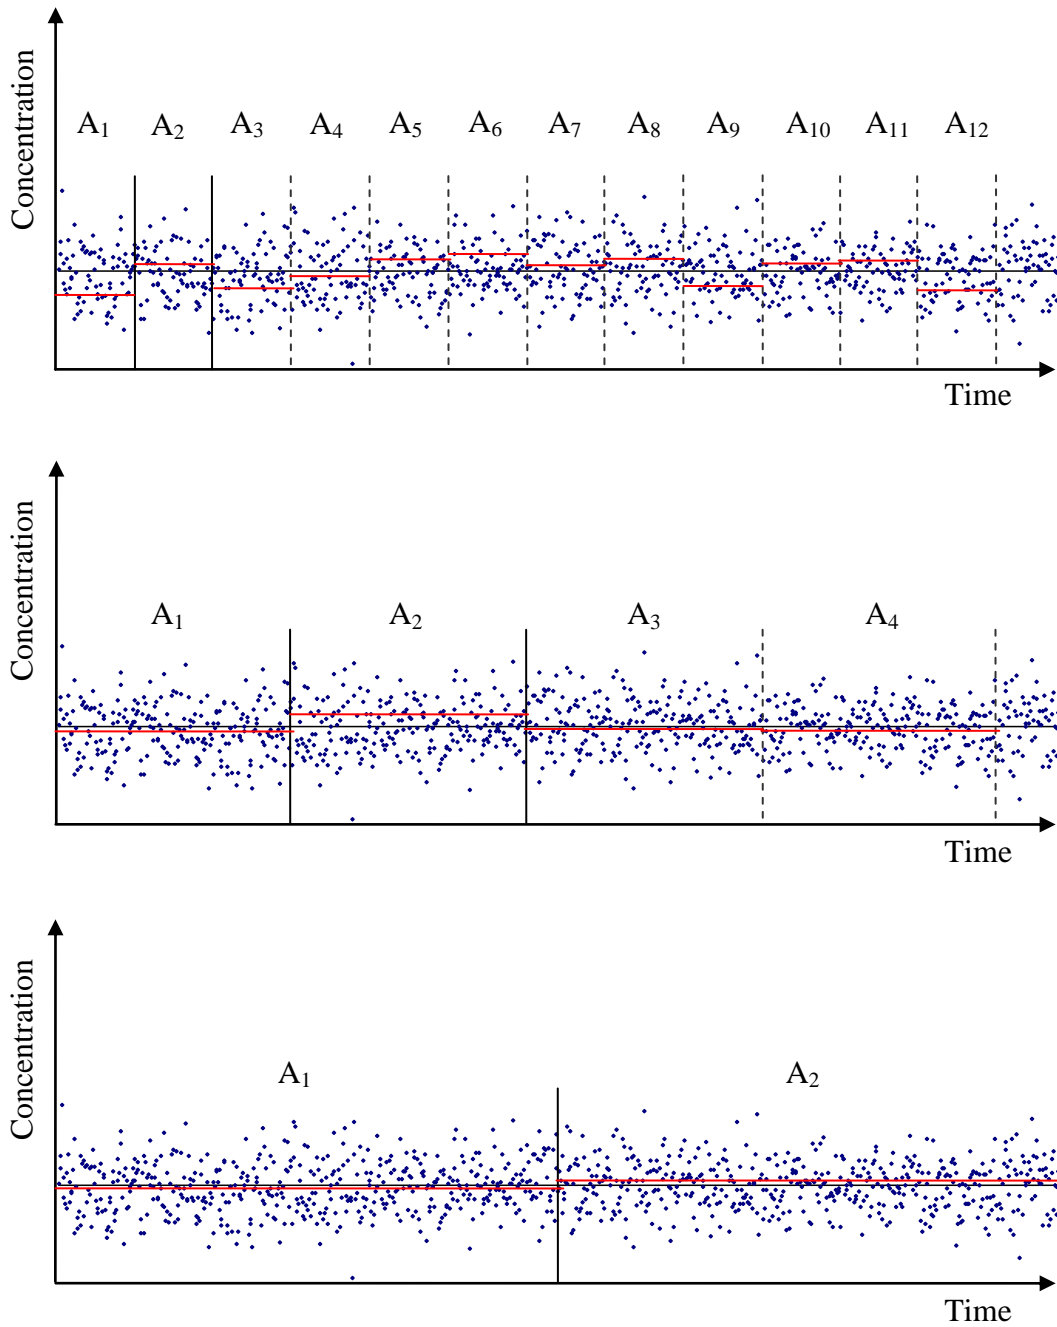 Concentration
A₁ A₂ A₃ A₄ A₅ A₆ A₇ A₈ A₉ A₁₀ A₁₁ A₁₂
Time
Concentration
A₁ A₂ A₃ A₄
Time
Concentration
A₁ A₂
Time